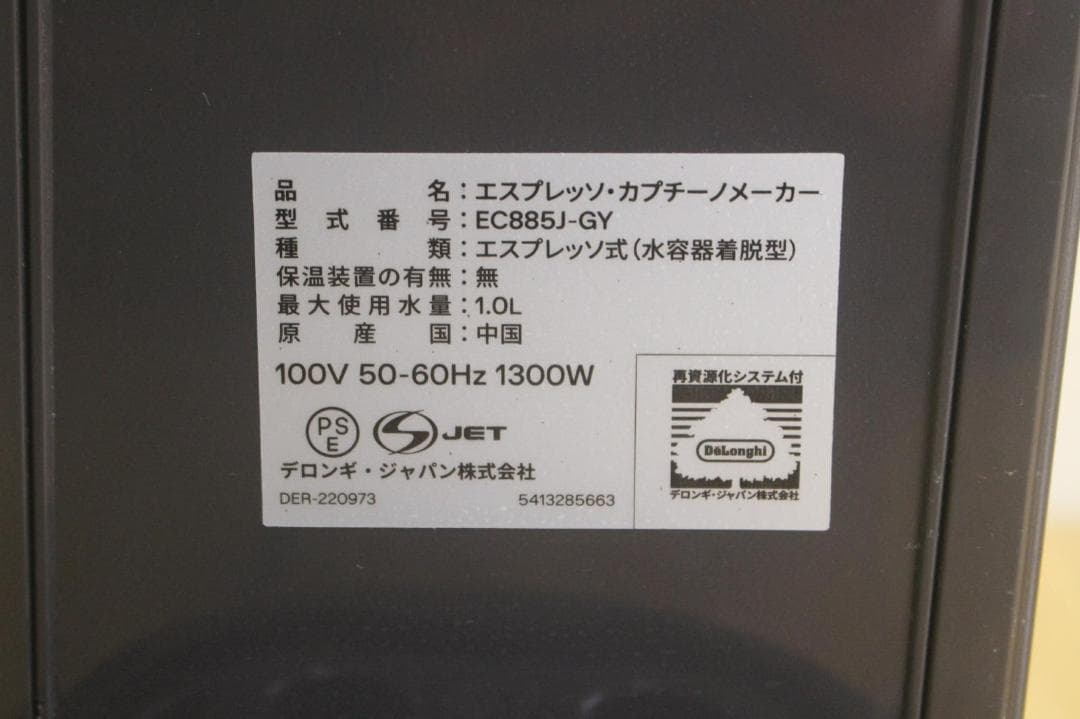 品名：エスプレッソ・カプチーノメーカー
型式番号：EC885J-GY
種類：エスプレッソ式（水容器着脱型）
保温装置の有無：無
最大使用水量：1.0L
原産国：中国
100V 50-60Hz 1300W
PSE JET
デロンギ・ジャパン株式会社
DER-220973 5413285663
再資源化システム付
DeLonghi
デロンギ・ジャパン株式会社